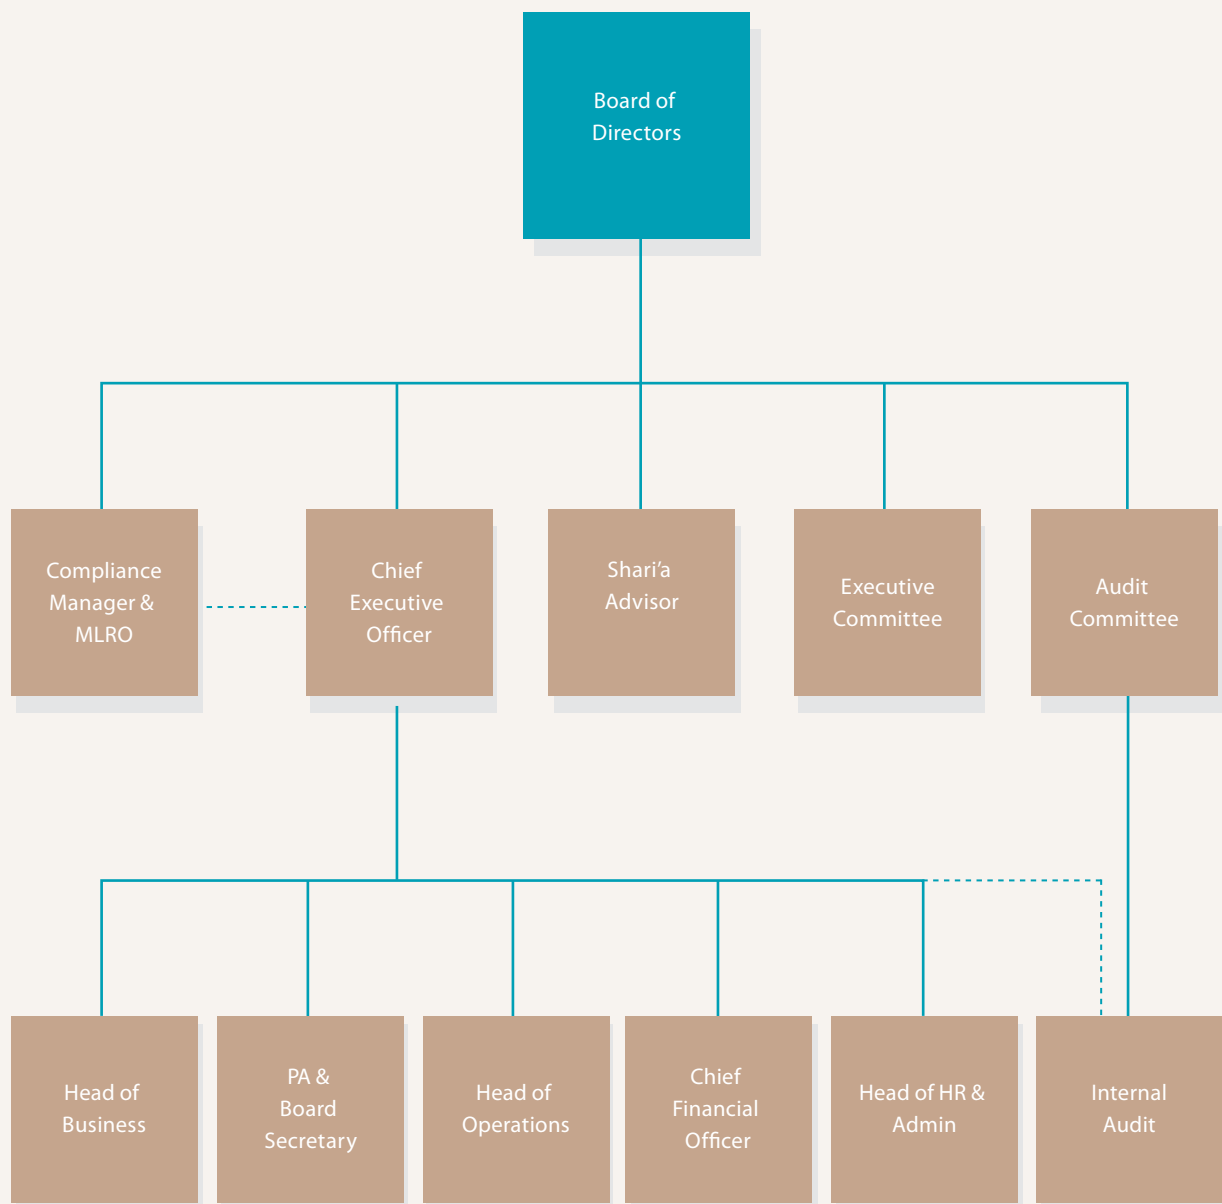 Board of
Directors
Compliance
Manager &
MLRO
Chief
Executive
Officer
Shari’a
Advisor
Executive
Committee
Audit
Committee
Head of
Business
PA &
Board
Secretary
Head of
Operations
Chief
Financial
Officer
Head of HR &
Admin
Internal
Audit